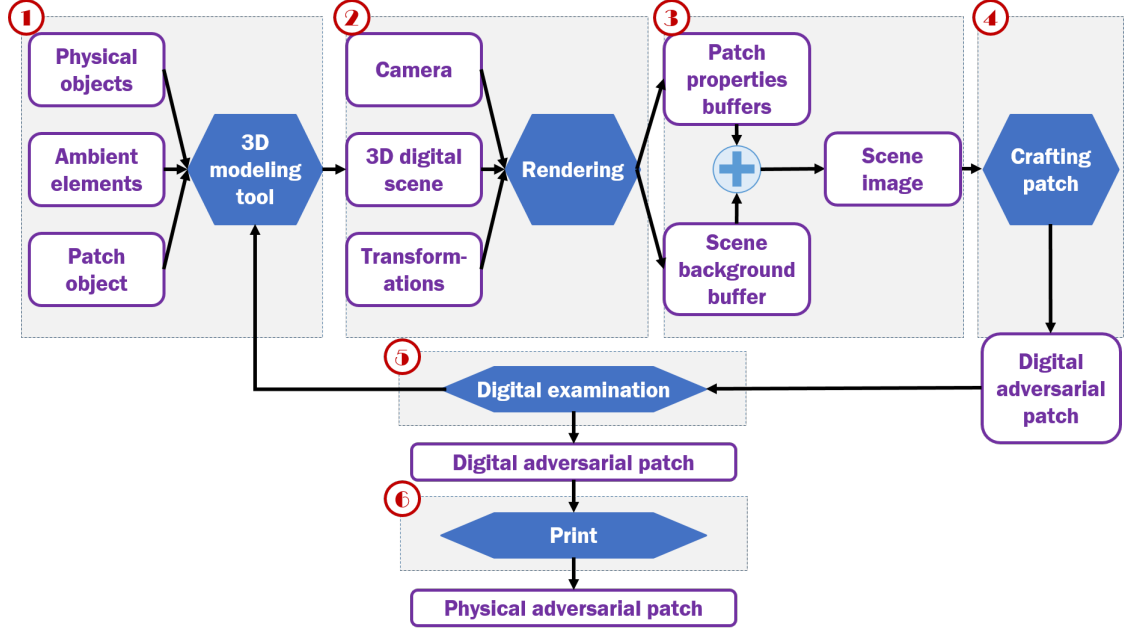 1
Physical
objects
Ambient
elements
Patch
object
3D
modeling
tool
2
Camera
3D digital
scene
Transform-
ations
Rendering
3
Patch
properties
buffers
Scene
background
buffer
Scene
image
4
Crafting
patch
Digital
adversarial
patch
5
Digital examination
Digital adversarial patch
6
Print
Physical adversarial patch